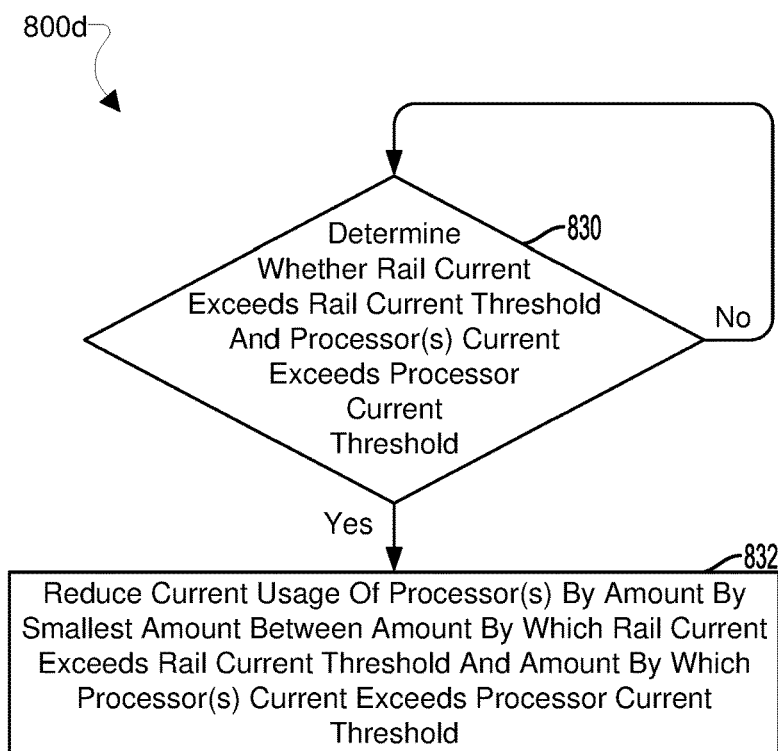 800d
Determine
830
Whether Rail Current
Exceeds Rail Current Threshold
And Processor(s) Current
No
Exceeds Processor
Current
Threshold
Yes
832
Reduce Current Usage Of Processor(s) By Amount By
Smallest Amount Between Amount By Which Rail Current
Exceeds Rail Current Threshold And Amount By Which
Processor(s) Current Exceeds Processor Current
Threshold